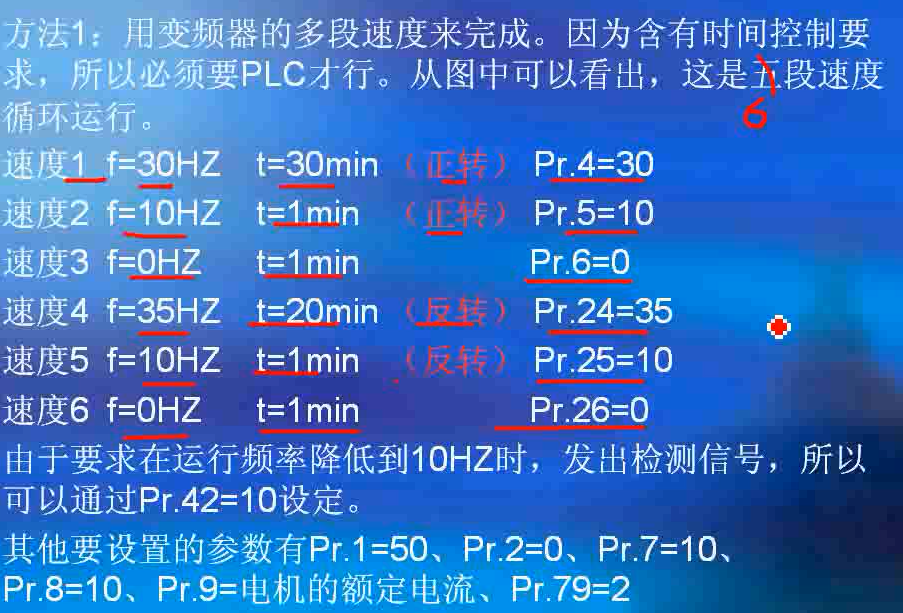 方法1：用变频器的多段速度来完成。因为含有时间控制要
求，所以必须要PLC才行。从图中可以看出，这是五段速度
6
循环运行。
速度1 f=30HZ t=30min （正转） Pr.4=30
速度2 f=10HZ t=1min （正转） Pr.5=10
速度3 f=0HZ t=1min Pr.6=0
速度4 f=35HZ t=20min （反转） Pr.24=35
速度5 f=10HZ t=1min （反转） Pr.25=10
速度6 f=0HZ t=1min Pr.26=0
由于要求在运行频率降低到10HZ时，发出检测信号，所以
可以通过Pr.42=10设定。
其他要设置的参数有Pr.1=50、Pr.2=0、Pr.7=10、
Pr.8=10、Pr.9=电机的额定电流、Pr.79=2